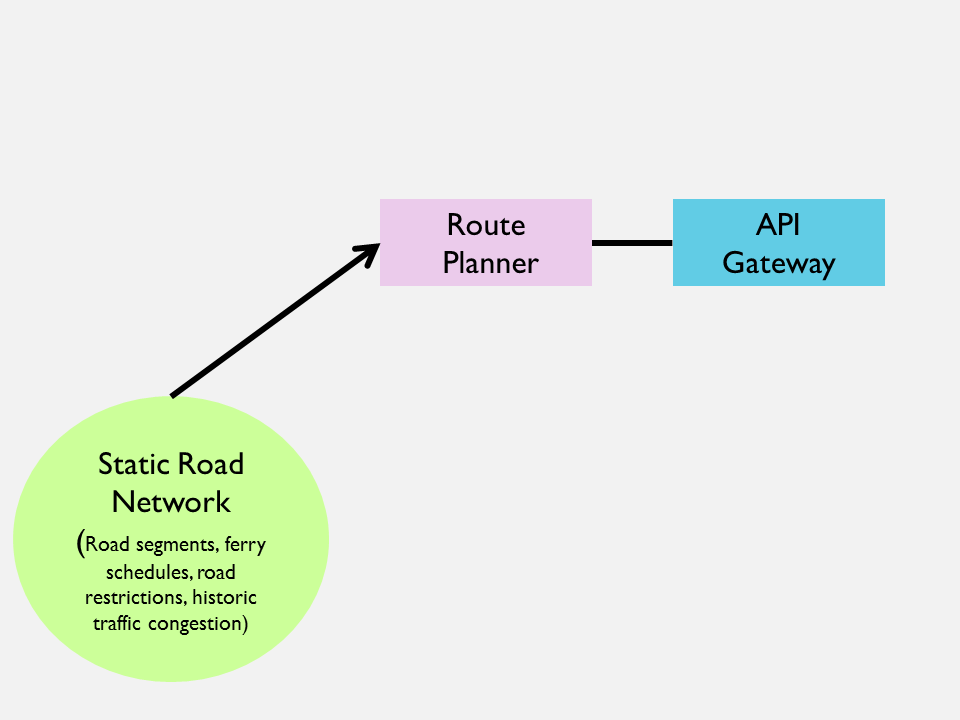 Route
Planner
API
Gateway
Static Road
Network
(Road segments, ferry
schedules, road
restrictions, historic
traffic congestion)